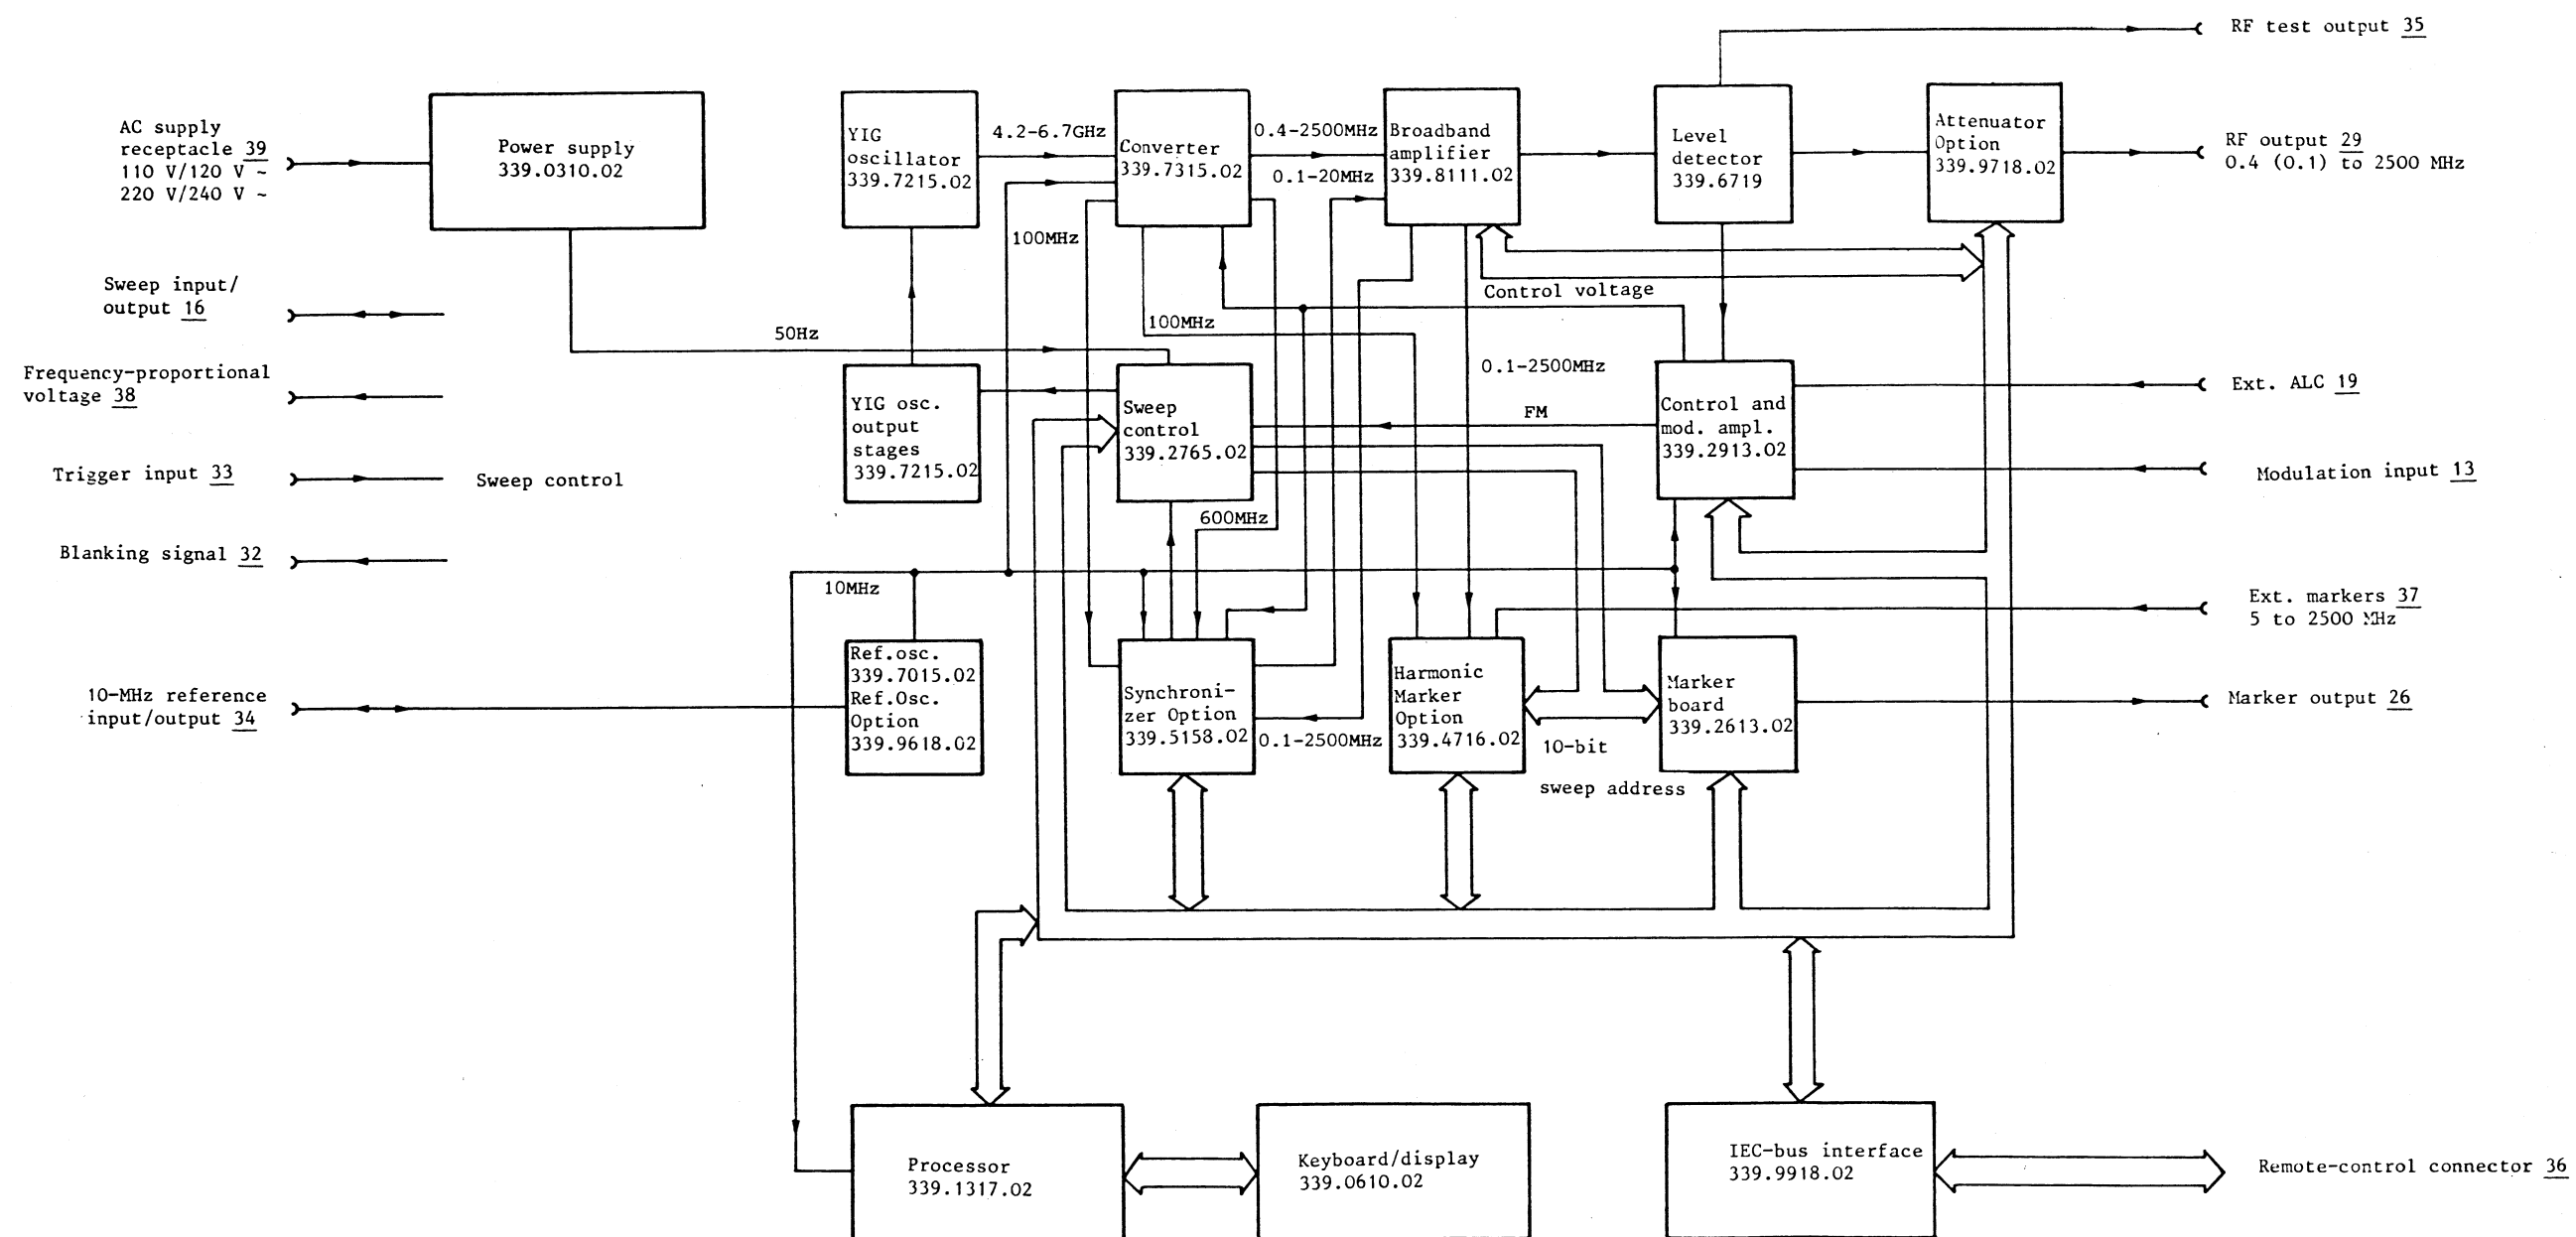 RF test output 35
AC supply
receptacle 39
110 V/120 V ~
220 V/240 V ~
Power supply
339.0310.02
YIG
oscillator
339.7215.02
4.2-6.7GHz
Converter
339.7315.02
0.4-2500MHz
0.1-20MHz
Broadband
amplifier
339.8111.02
Level
detector
339.6719
Attenuator
Option
339.9718.02
RF output 29
0.4 (0.1) to 2500 MHz
100MHz
Sweep input/
output 16
Control voltage
100MHz
50Hz
Frequency-proportional
voltage 38
0.1-2500MHz
YIG osc.
output
stages
339.7215.02
Sweep
control
339.2765.02
FM
Control and
mod. ampl.
339.2913.02
Ext. ALC 19
Trigger input 33
Sweep control
Modulation input 13
600MHz
Blanking signal 32
10MHz
Ext. markers 37
5 to 2500 MHz
Ref.osc.
339.7015.02
Ref.Osc.
Option
339.9618.02
10-MHz reference
input/output 34
Synchroni-
zer Option
339.5158.02
0.1-2500MHz
Harmonic
Marker
Option
339.4716.02
10-bit
sweep address
Marker
board
339.2613.02
Marker output 26
Processor
339.1317.02
Keyboard/display
339.0610.02
IEC-bus interface
339.9918.02
Remote-control connector 36